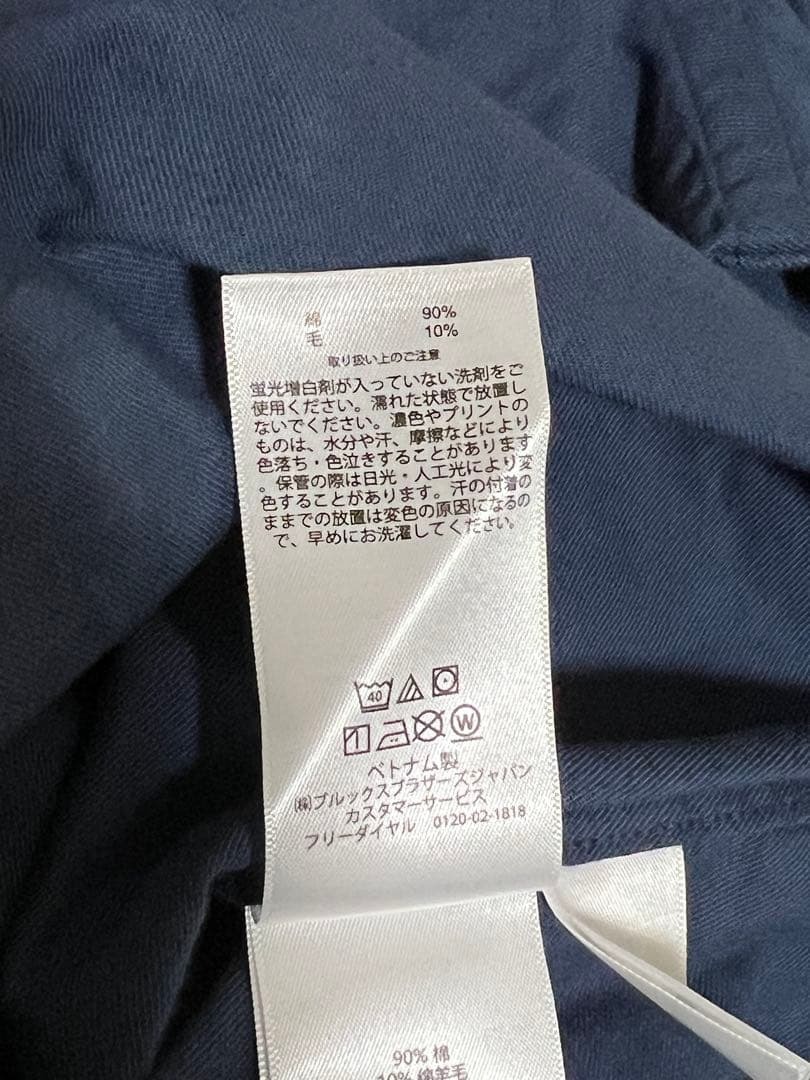 綿 90%
毛 10%
取り扱い上のご注意
蛍光増白剤が入っていない洗剤をご
使用ください。濡れた状態で放置し
ないでください。濃色やプリントの
ものは、水分や汗、摩擦などにより
色落ち・色泣きすることがあります
。保管の際は日光・人工光により変
色することがあります。汗の付着の
ままでの放置は変色の原因になるの
で、早めにお洗濯してください。
40
W
ベトナム製
㈱ブルックスブラザーズジャパン
カスタマーサービス
フリーダイヤル 0120-02-1818
90% 棉
10% 绵羊毛